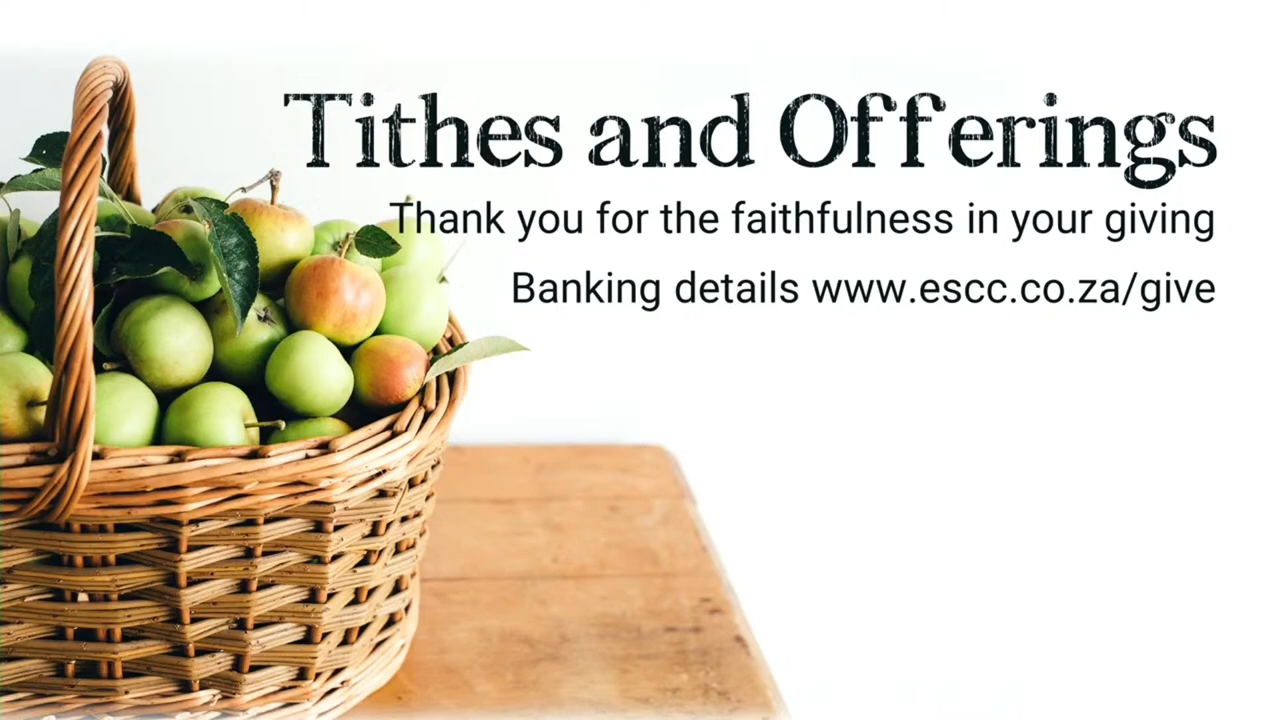 Tithes and Offerings
Thank you for the faithfulness in your giving
Banking details www.escc.co.za/give